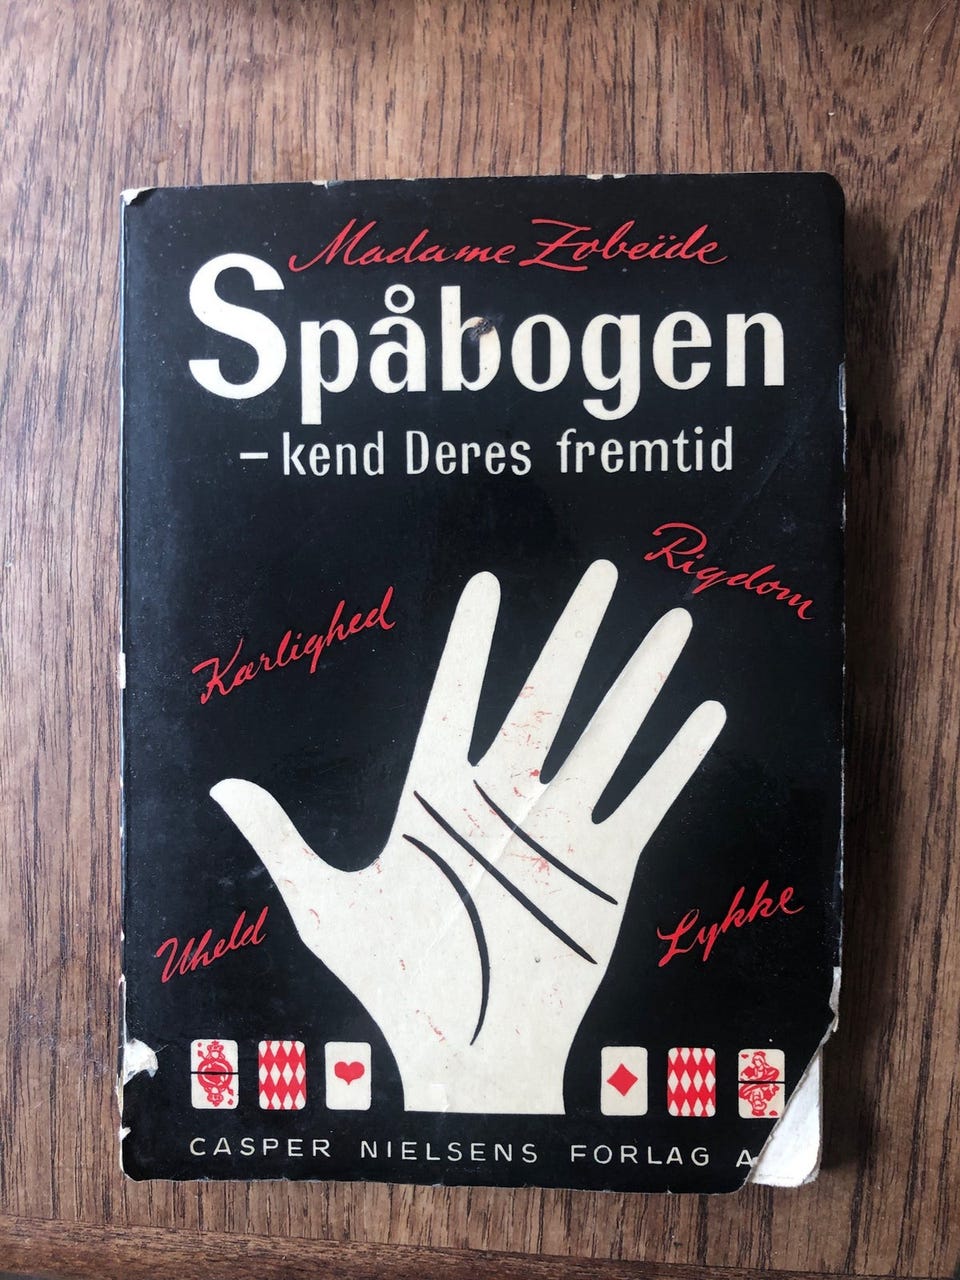 Madame Zobeïde
Spåbogen
– kend Deres fremtid
Rigdom
Kærlighed
Uheld
Lykke
CASPER NIELSENS FORLAG A